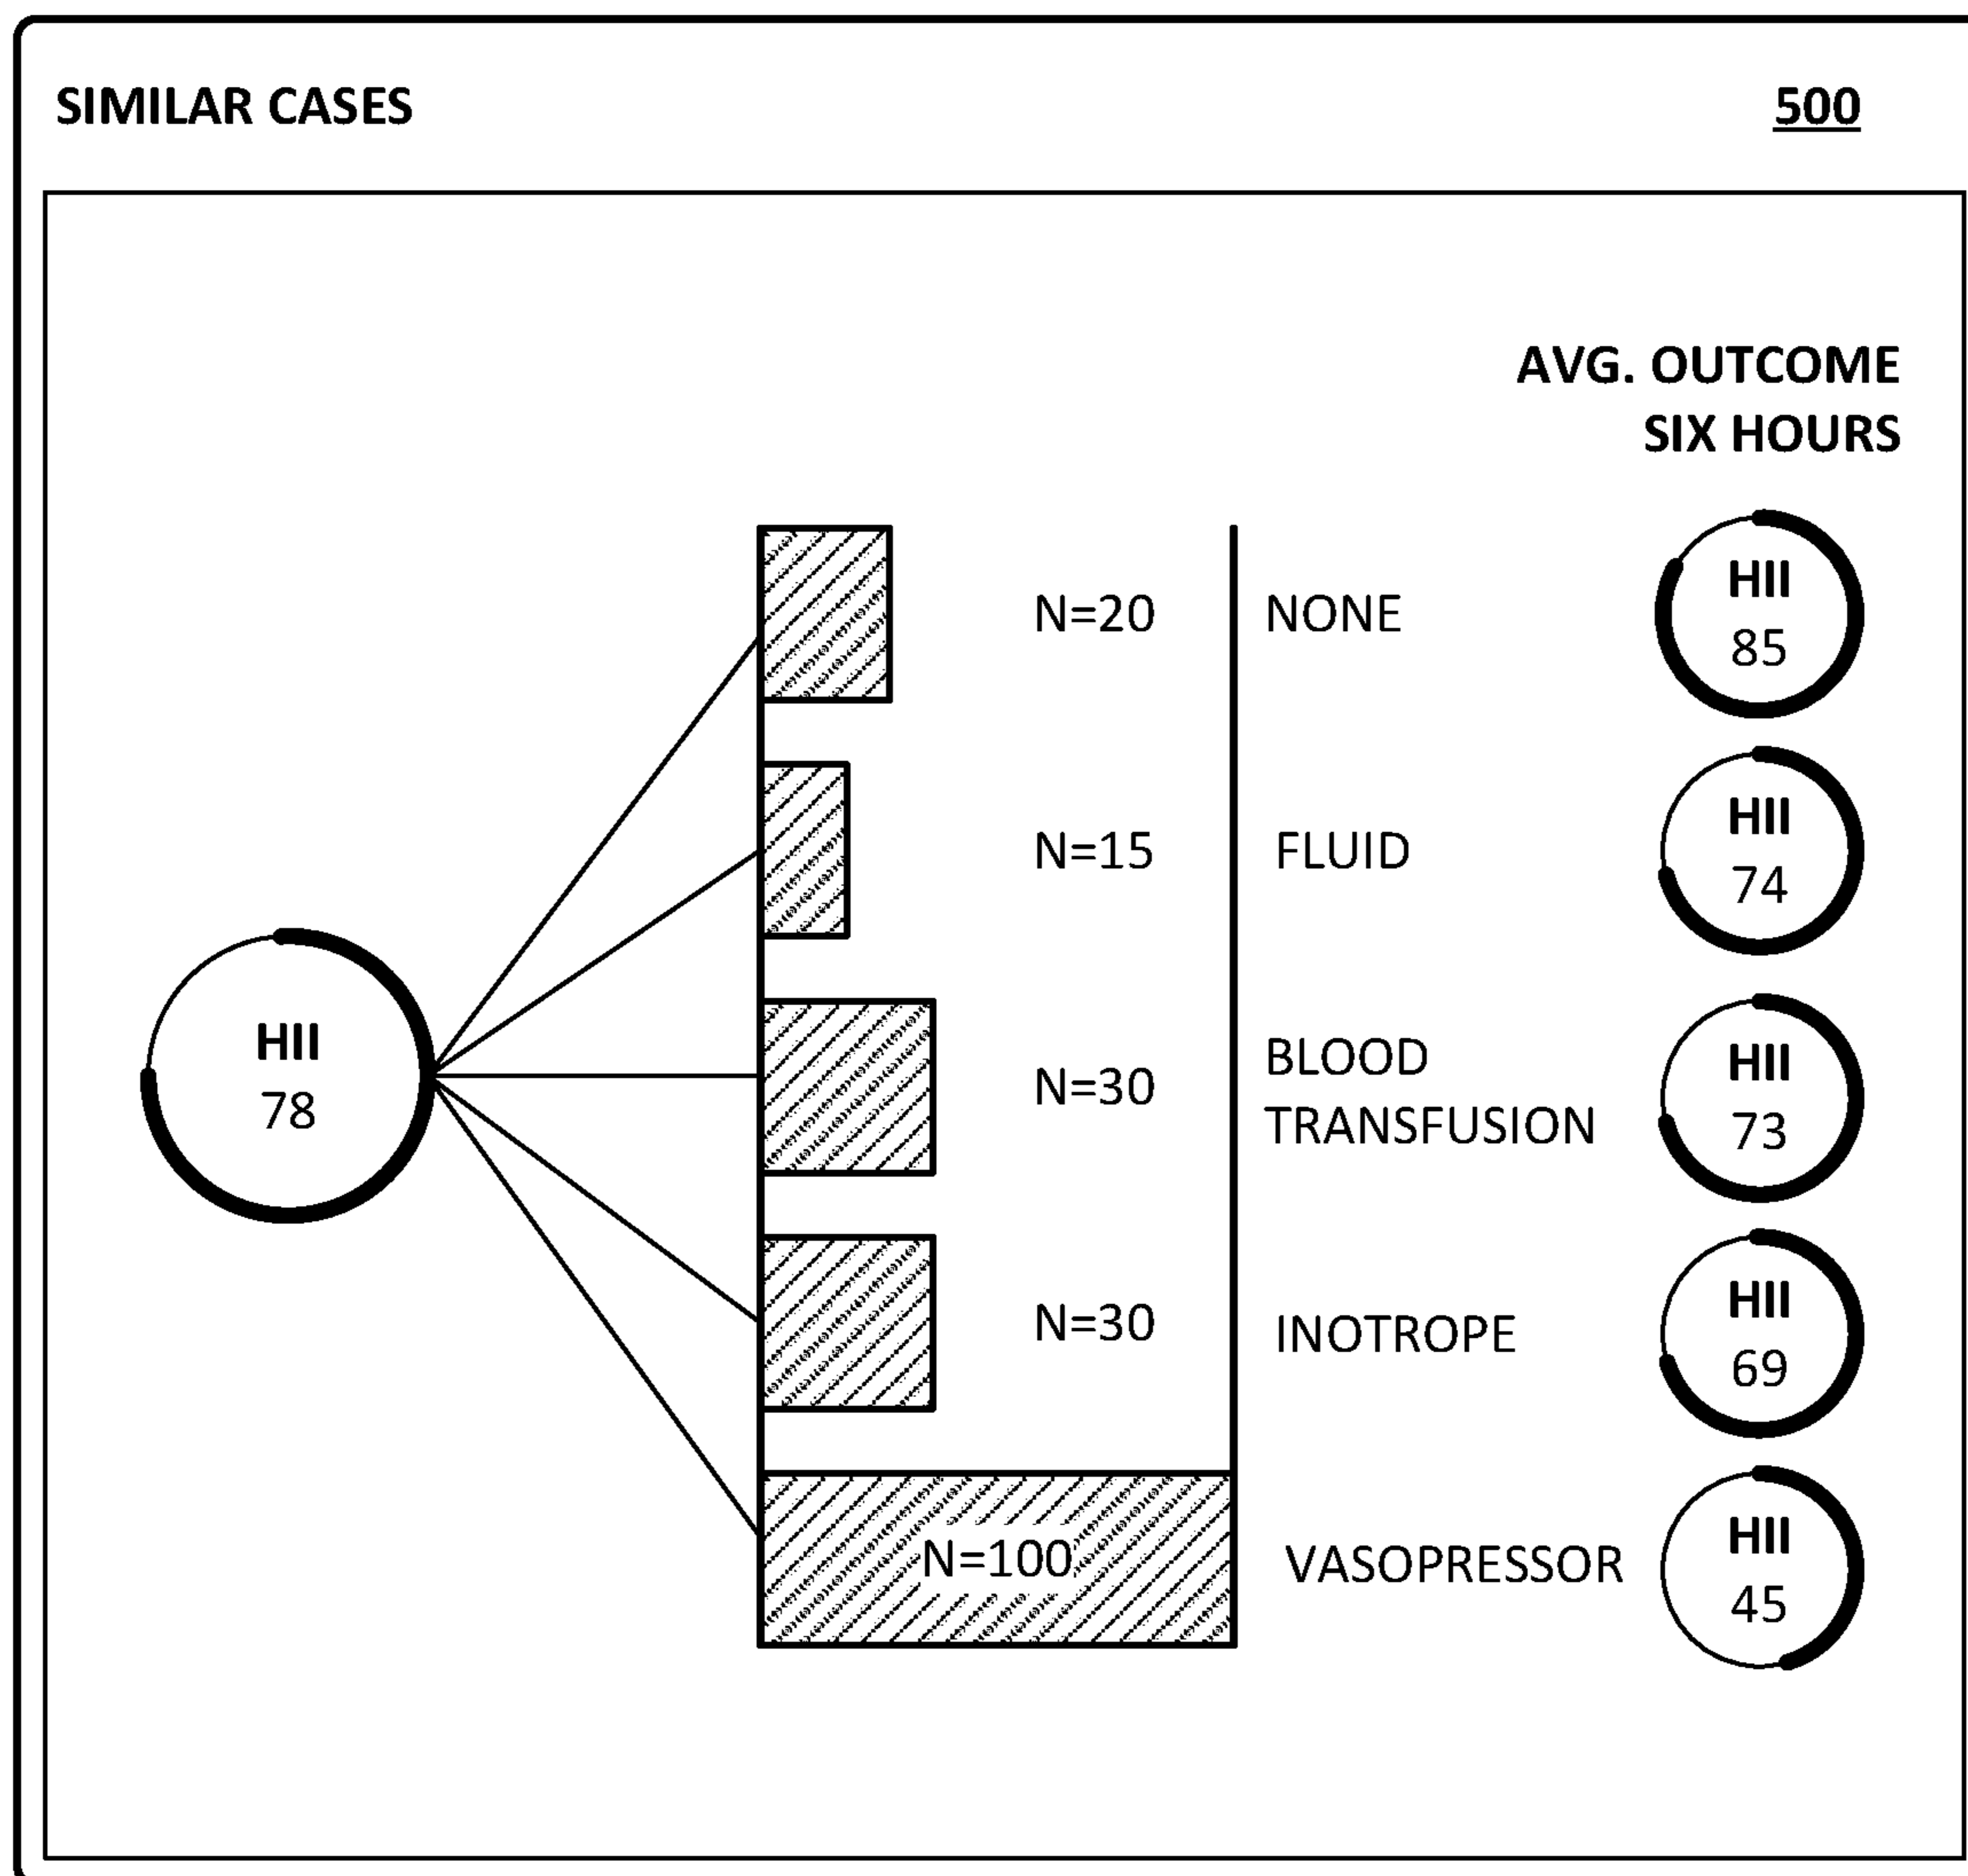 SIMILAR CASES
500
AVG. OUTCOME
SIX HOURS
HII
78
N=20
NONE
HII
85
N=15
FLUID
HII
74
N=30
BLOOD
TRANSFUSION
HII
73
N=30
INOTROPE
HII
69
N=100
VASOPRESSOR
HII
45